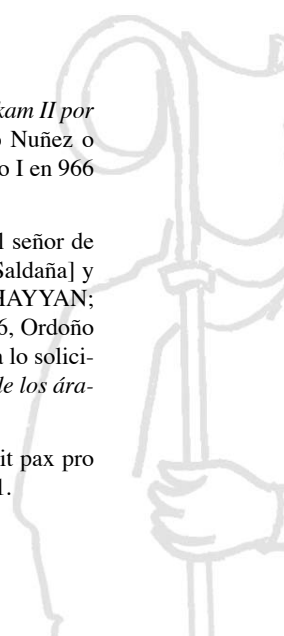 kam II por
Nuñez o
o I en 966
l señor de
Saldaña] y
HAYYAN;
6, Ordoño
a lo solici-
de los ára-
it pax pro
1.